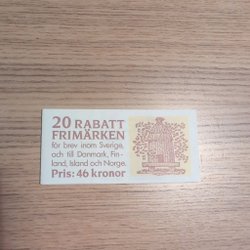 20 RABATT
FRIMÄRKEN
för brev inom Sverige,
och till Danmark, Fin-
land, Island och Norge.
Pris: 46 kronor